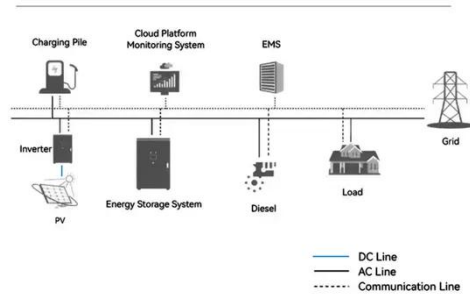 Charging Pile
Cloud Platform
Monitoring System
EMS
Grid
Inverter
PV
Energy Storage System
Diesel
Load
DC Line
AC Line
Communication Line